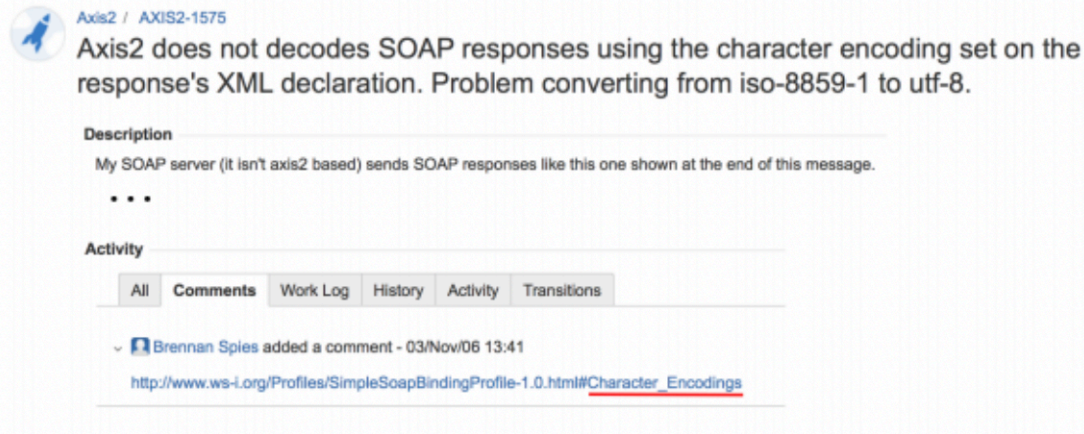 Axis2 / AXIS2-1575
Axis2 does not decodes SOAP responses using the character encoding set on the
response's XML declaration. Problem converting from iso-8859-1 to utf-8.
Description
My SOAP server (it isn't axis2 based) sends SOAP responses like this one shown at the end of this message.
• • •
Activity
All Comments Work Log History Activity Transitions
Brennan Spies added a comment - 03/Nov/06 13:41
http://www.ws-i.org/Profiles/SimpleSoapBindingProfile-1.0.html#Character_Encodings